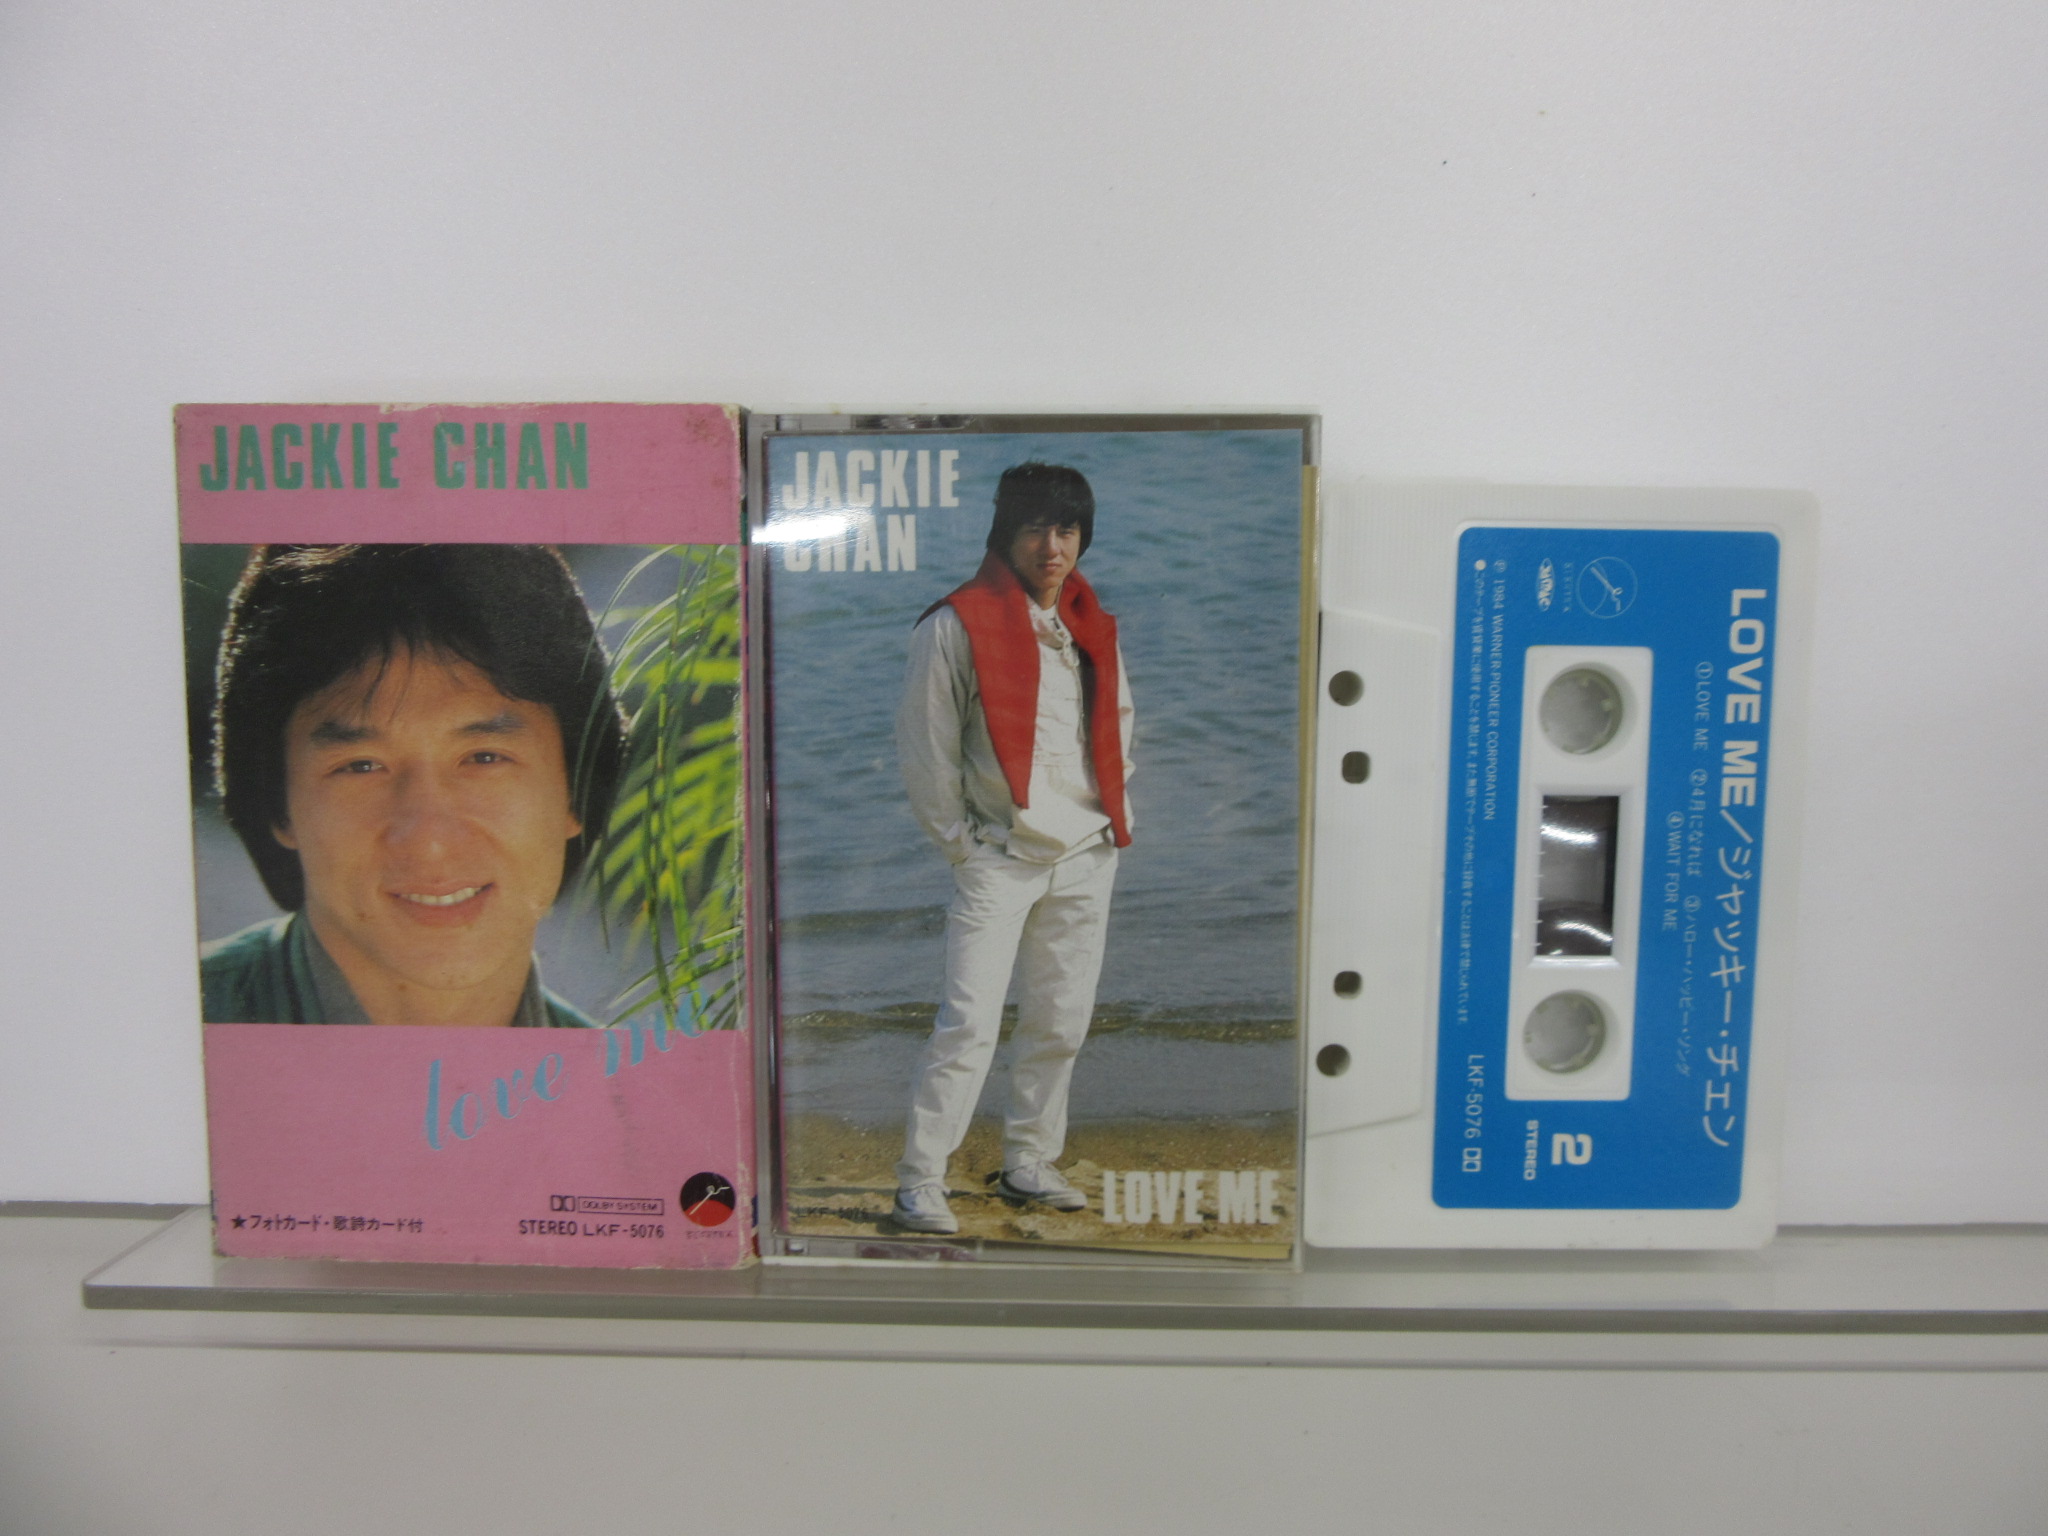 JACKIE CHAN
love me
★フォトカード・歌詩カード付
DOLBY SYSTEM
STEREO LKF-5076
JACKIE
CHAN
LOVE ME
LKF-5076
LOVE ME/ジャッキー・チェン
①LOVE ME ②4月になれば ③ハロー・ハッピー・ソング
④WAIT FOR ME
2
STEREO
Ⓟ 1984 WARNER-PIONEER CORPORATION
LKF-5076